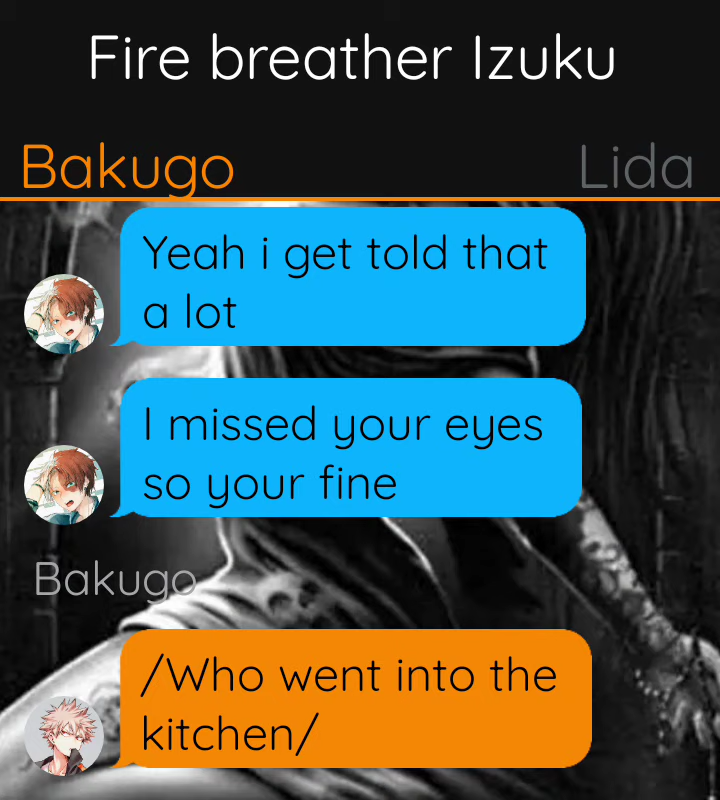 Fire breather Izuku
Bakugo Lida
Yeah i get told that
a lot
I missed your eyes
so your fine
Bakugo
/Who went into the
kitchen/